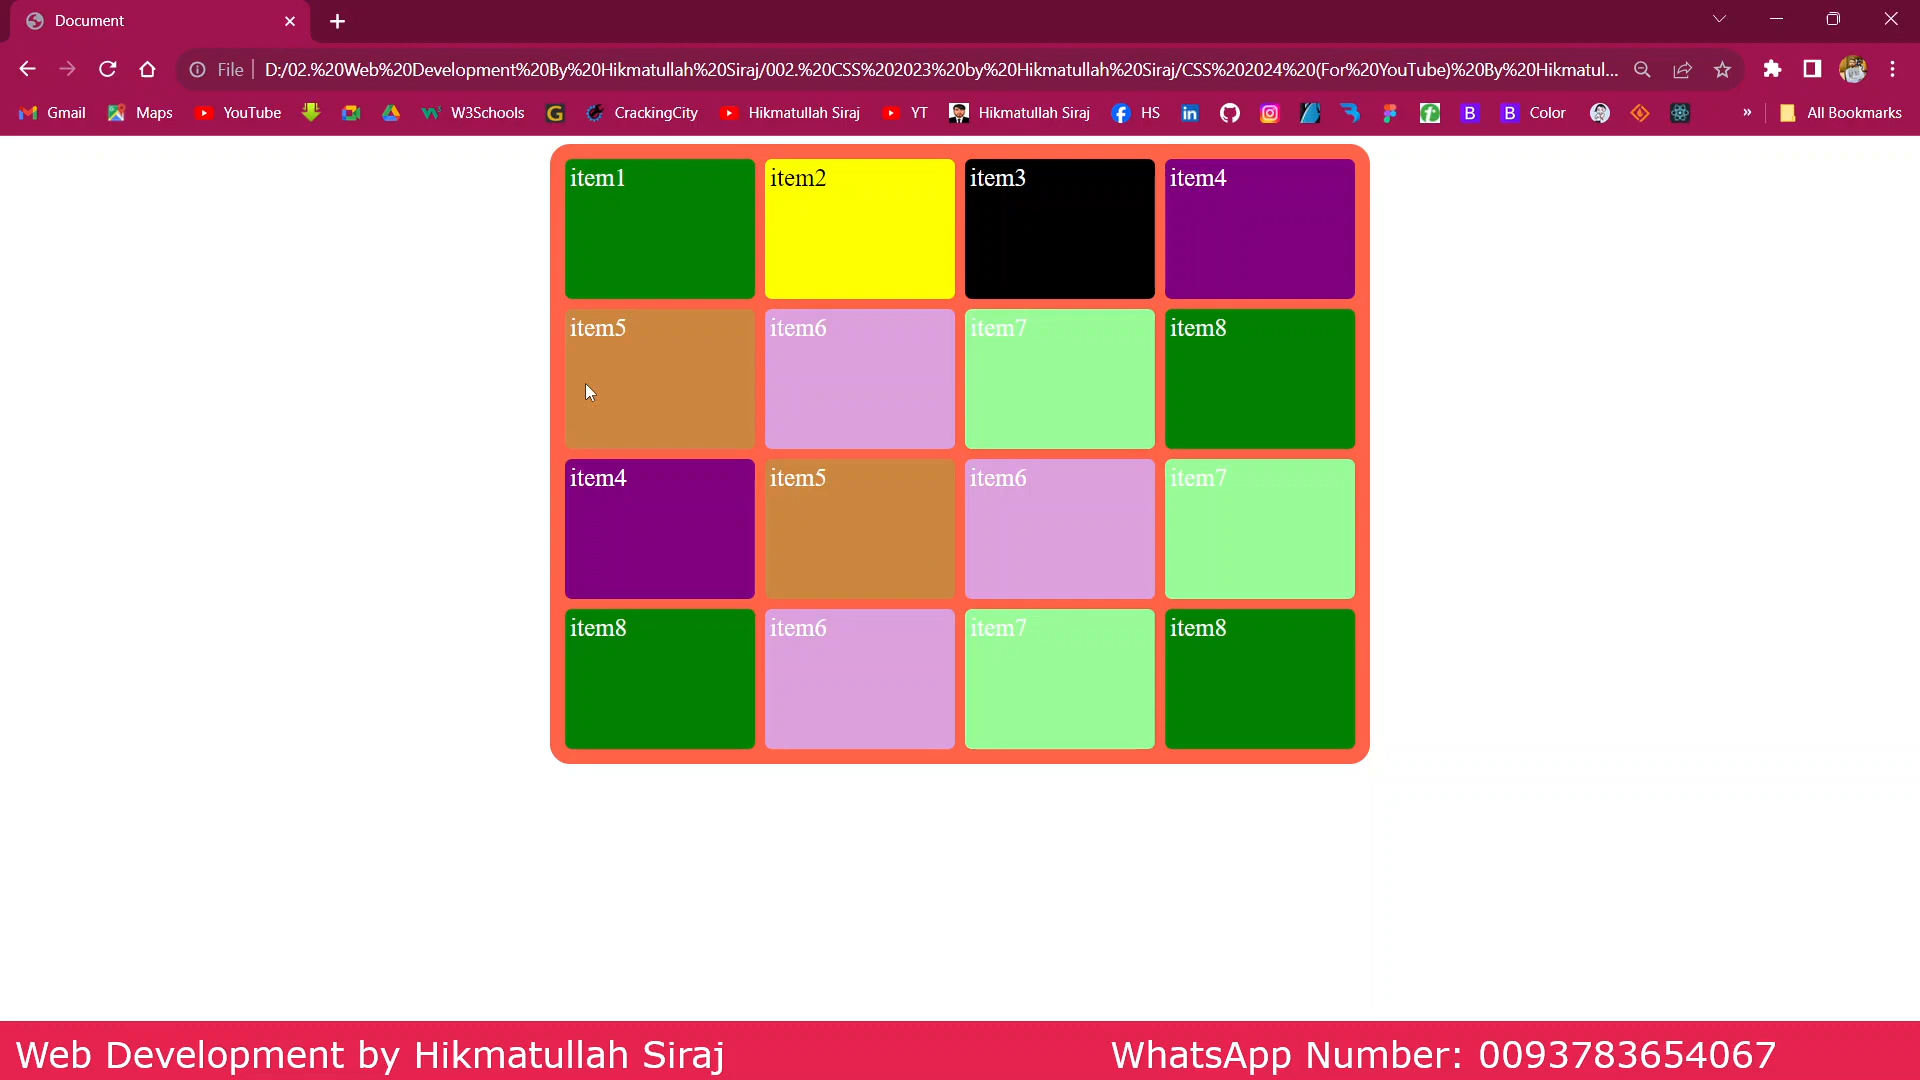 Document
File D:/02.%20Web%20Development%20By%20Hikmatullah%20Siraj/002.%20CSS%202023%20by%20Hikmatullah%20Siraj/CSS%202024%20(For%20YouTube)%20By%20Hikmatul...
Gmail Maps YouTube W3Schools G CrackingCity Hikmatullah Siraj YT Hikmatullah Siraj HS in B B Color » All Bookmarks
item1 item2 item3 item4
item5 item6 item7 item8
item4 item5 item6 item7
item8 item6 item7 item8
Web Development by Hikmatullah Siraj WhatsApp Number: 0093783654067